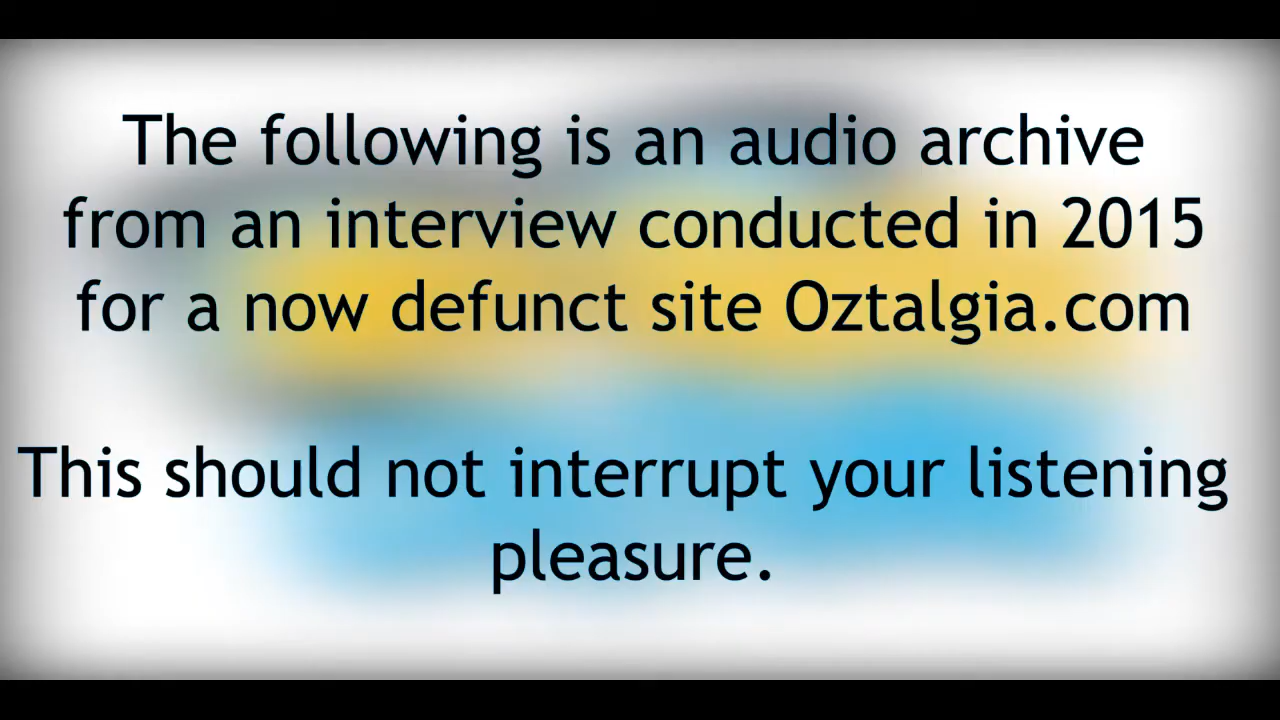 The following is an audio archive
from an interview conducted in 2015
for a now defunct site Oztalgia.com
This should not interrupt your listening
pleasure.